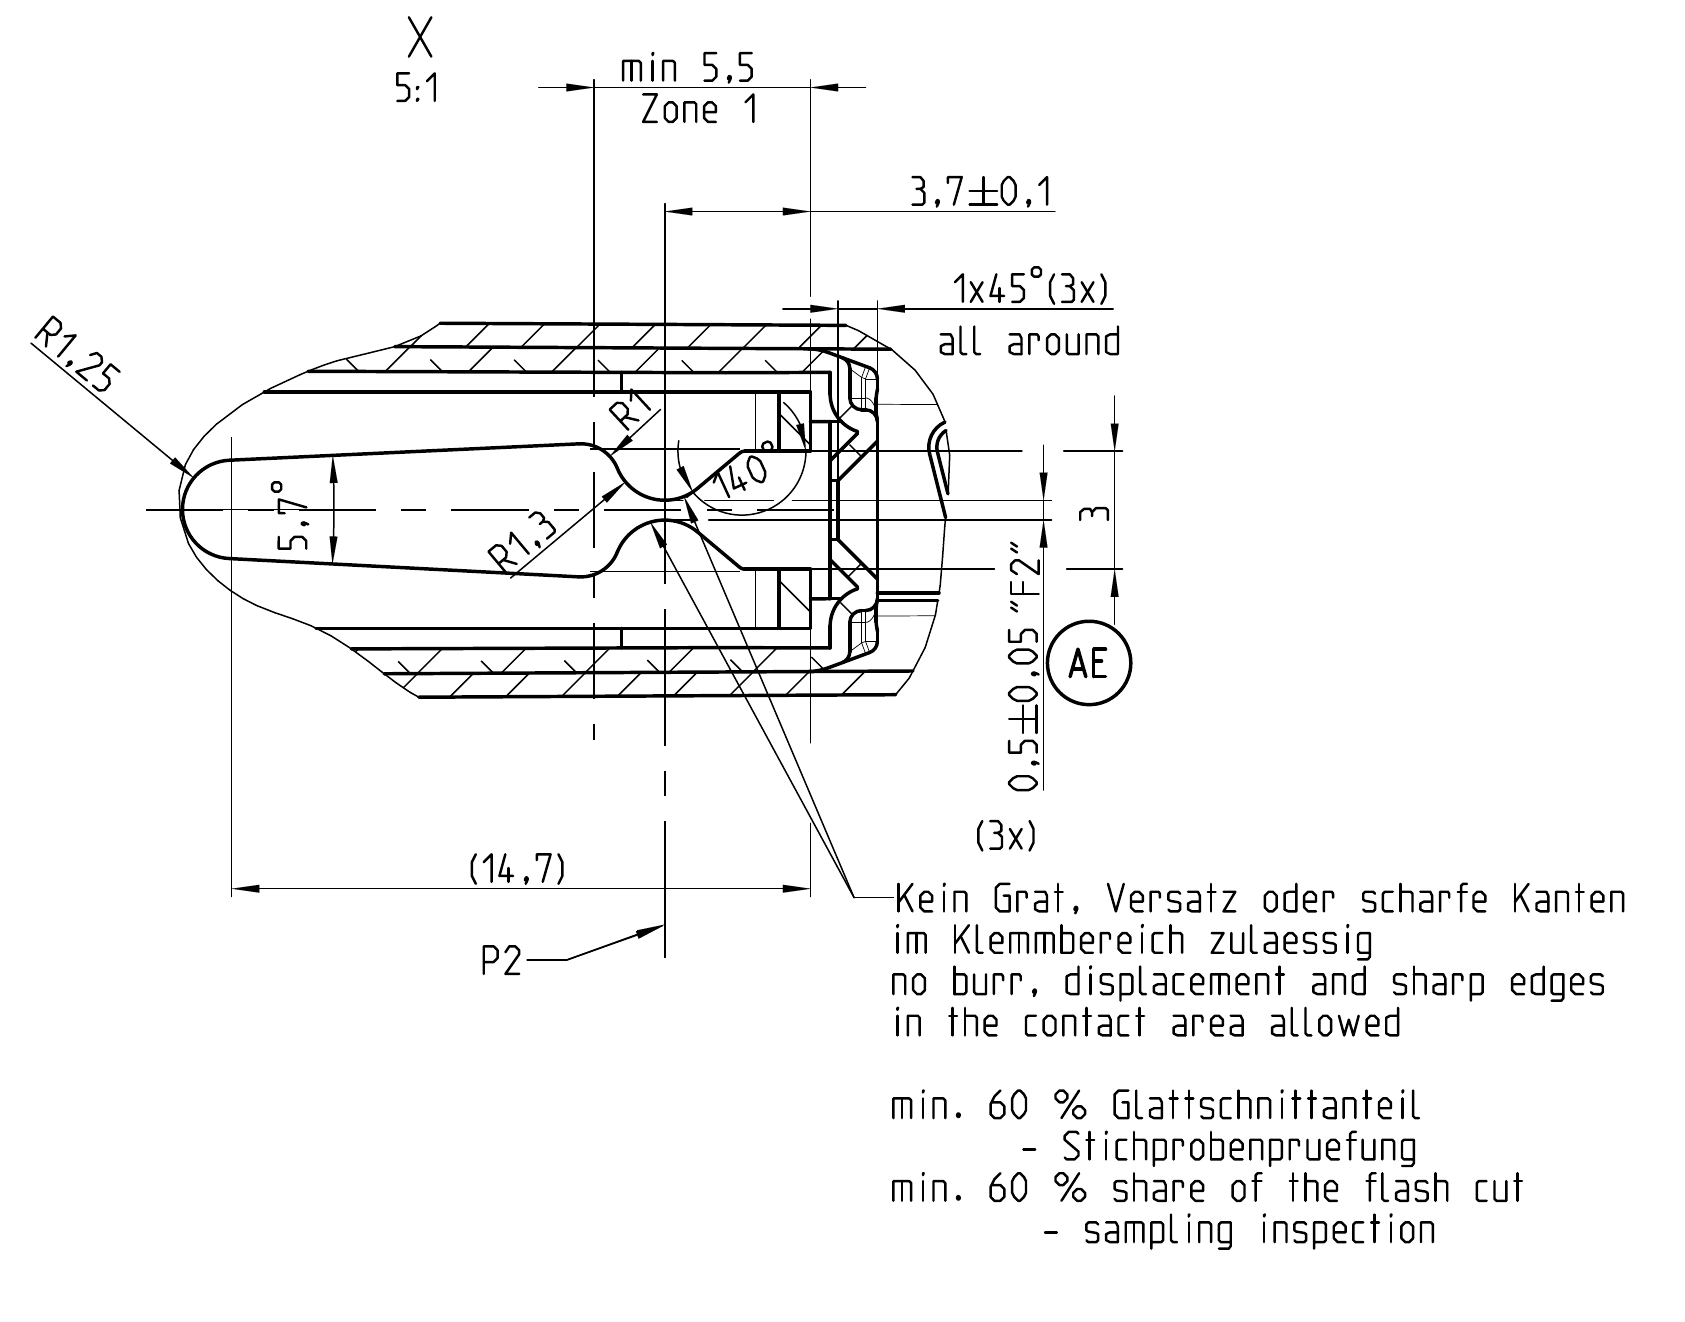 X
5:1
min 5,5
Zone 1
3,7±0,1
1x45°(3x)
all around
R1,25
R1
140°
5,7°
R1,3
3
0,5±0,05 "F2"
AE
(3x)
(14,7)
P2
Kein Grat, Versatz oder scharfe Kanten
im Klemmbereich zulaessig
no burr, displacement and sharp edges
in the contact area allowed
min. 60 % Glattschnittanteil
- Stichprobenpruefung
min. 60 % share of the flash cut
- sampling inspection